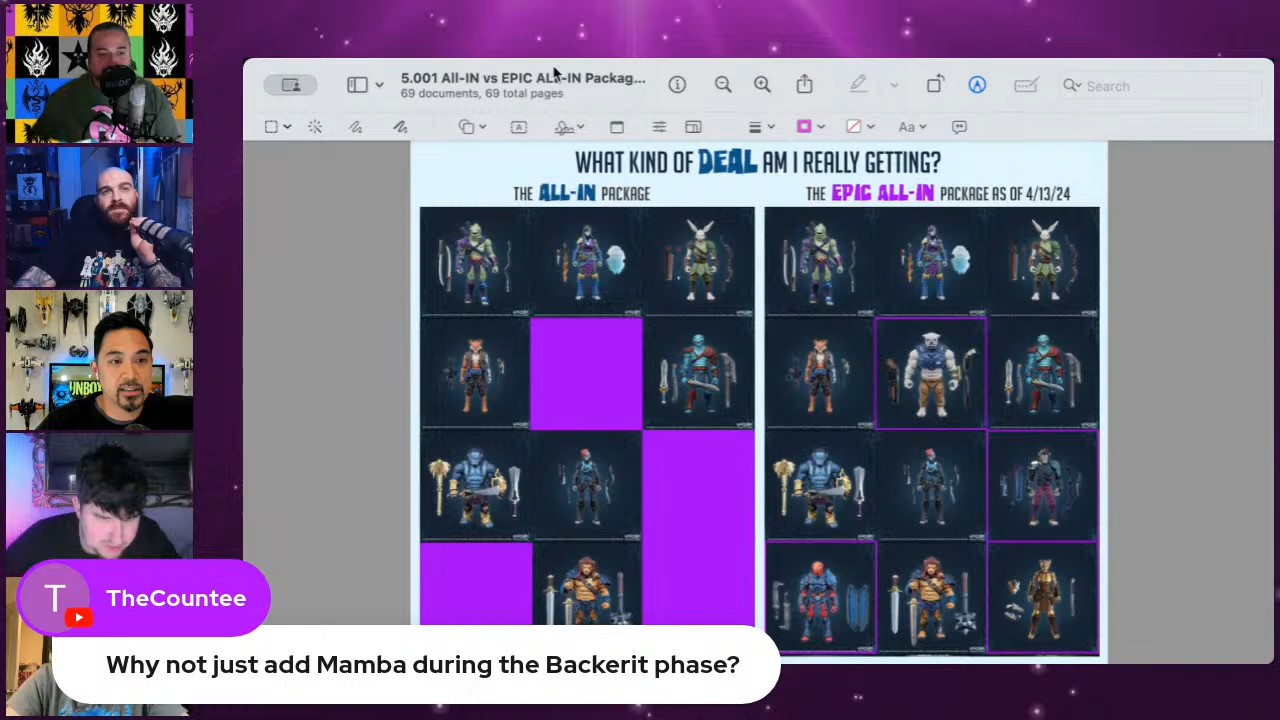 5.001 All-IN vs EPIC ALL-IN Packag...
69 documents, 69 total pages
Search
Aa
WHAT KIND OF DEAL AM I REALLY GETTING?
THE ALL-IN PACKAGE
THE EPIC ALL-IN PACKAGE AS OF 4/13/24
UNBO
T
TheCountee
Why not just add Mamba during the Backerit phase?